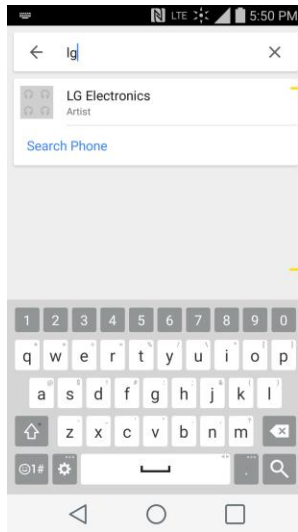 LTE 5:50 PM
lg
LG Electronics
Artist
Search Phone
1 2 3 4 5 6 7 8 9 0
q w e r t y u i o p
a s d f g h j k l
z x c v b n m
1# .